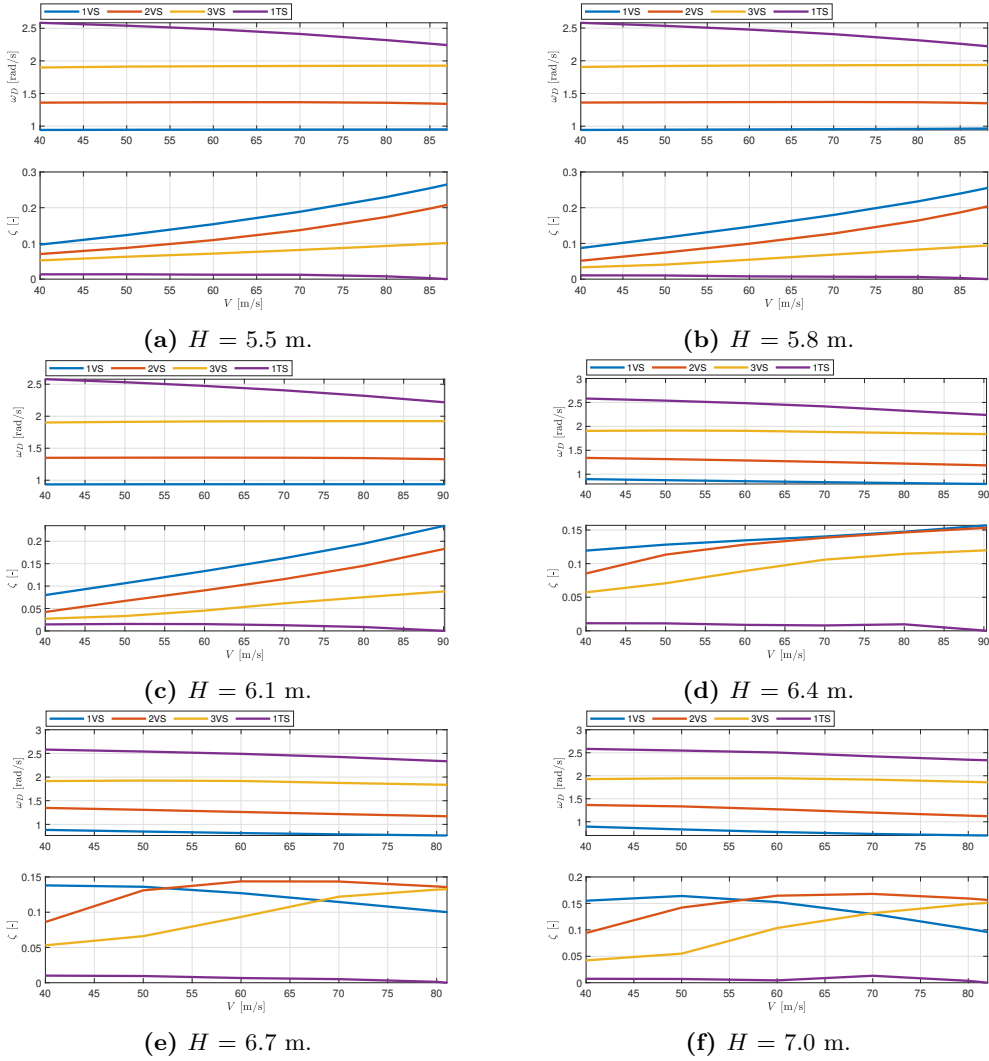 1VS 2VS 3VS 1TS
2.5
2
1.5
1
ω_D [rad/s]
40 45 50 55 60 65 70 75 80 85
0.3
0.2
0.1
0
ζ [-]
40 45 50 55 60 65 70 75 80 85
V [m/s]
(a) H = 5.5 m.
1VS 2VS 3VS 1TS
2.5
2
1.5
1
ω_D [rad/s]
40 45 50 55 60 65 70 75 80 85
0.3
0.2
0.1
0
ζ [-]
40 45 50 55 60 65 70 75 80 85
V [m/s]
(b) H = 5.8 m.
1VS 2VS 3VS 1TS
2.5
2
1.5
1
ω_D [rad/s]
40 45 50 55 60 65 70 75 80 85 90
0.2
0.15
0.1
0.05
0
ζ [-]
40 45 50 55 60 65 70 75 80 85 90
V [m/s]
(c) H = 6.1 m.
1VS 2VS 3VS 1TS
3
2.5
2
1.5
1
ω_D [rad/s]
40 45 50 55 60 65 70 75 80 85 90
0.15
0.1
0.05
0
ζ [-]
40 45 50 55 60 65 70 75 80 85 90
V [m/s]
(d) H = 6.4 m.
1VS 2VS 3VS 1TS
3
2.5
2
1.5
1
ω_D [rad/s]
40 45 50 55 60 65 70 75 80
0.15
0.1
0.05
0
ζ [-]
40 45 50 55 60 65 70 75 80
V [m/s]
(e) H = 6.7 m.
1VS 2VS 3VS 1TS
3
2.5
2
1.5
1
ω_D [rad/s]
40 45 50 55 60 65 70 75 80
0.2
0.15
0.1
0.05
0
ζ [-]
40 45 50 55 60 65 70 75 80
V [m/s]
(f) H = 7.0 m.